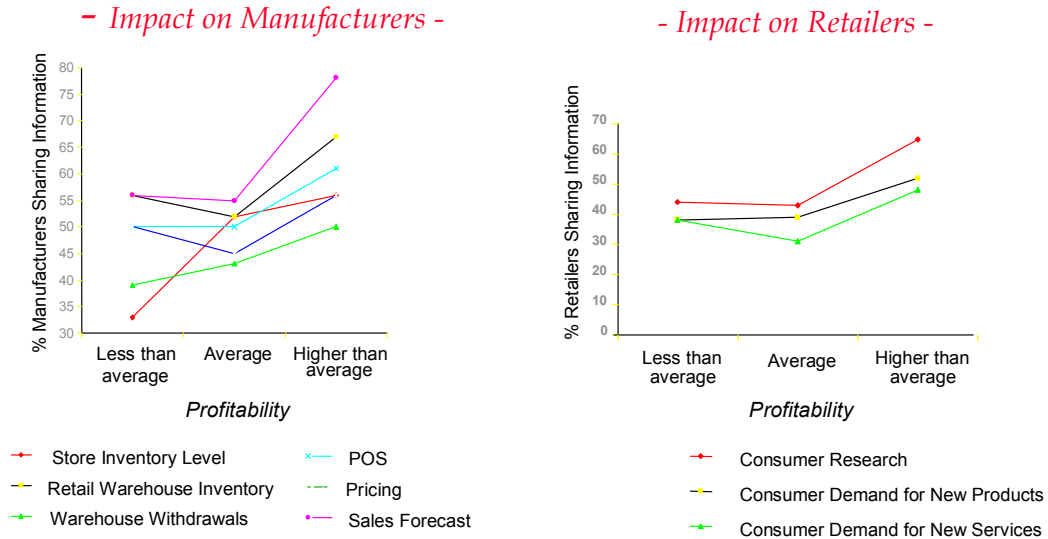 - Impact on Manufacturers -
% Manufacturers Sharing Information
80
75
70
65
60
55
50
45
40
35
30
Less than average
Average
Higher than average
Profitability
Store Inventory Level
Retail Warehouse Inventory
Warehouse Withdrawals
POS
Pricing
Sales Forecast
- Impact on Retailers -
% Retailers Sharing Information
70
60
50
40
30
20
10
0
Less than average
Average
Higher than average
Profitability
Consumer Research
Consumer Demand for New Products
Consumer Demand for New Services